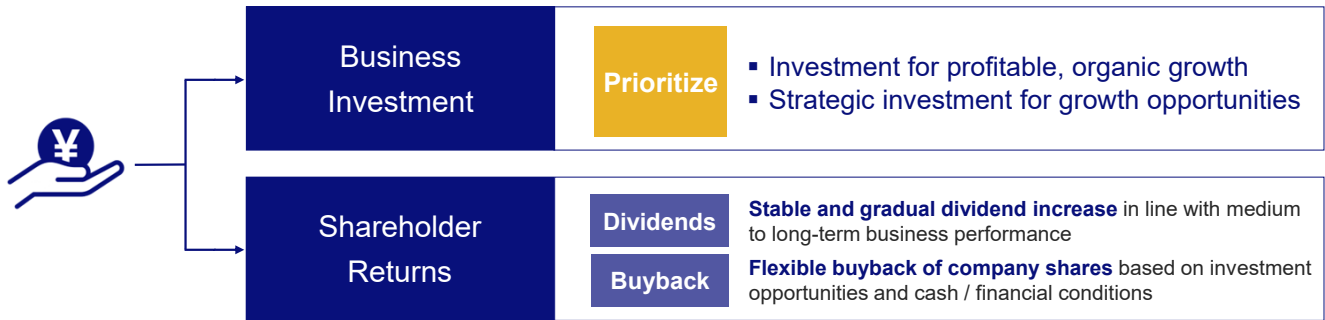 ¥
Business
Investment
Prioritize
▪ Investment for profitable, organic growth
▪ Strategic investment for growth opportunities
Shareholder
Returns
Dividends
Stable and gradual dividend increase in line with medium
to long-term business performance
Buyback
Flexible buyback of company shares based on investment
opportunities and cash / financial conditions